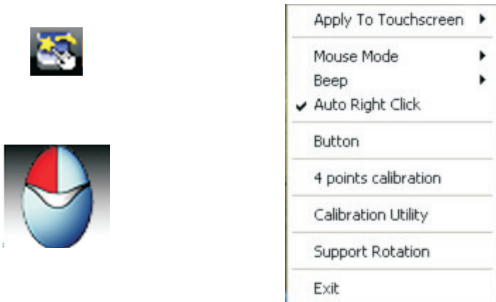 Apply To Touchscreen
Mouse Mode
Beep
Auto Right Click
Button
4 points calibration
Calibration Utility
Support Rotation
Exit